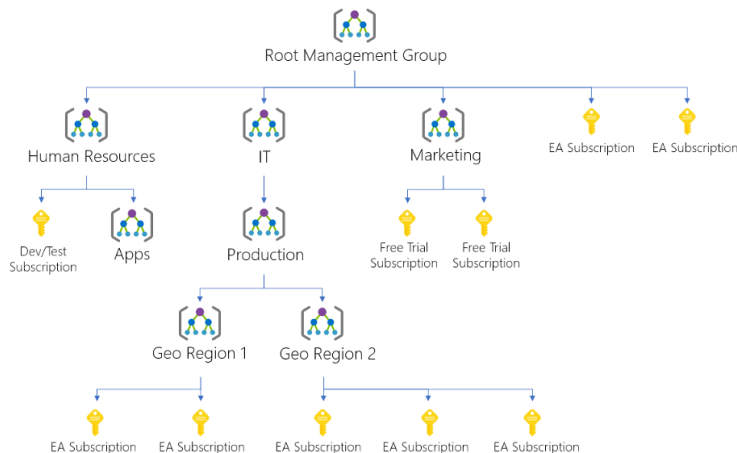 Root Management Group
Human Resources
IT
Marketing
EA Subscription
EA Subscription
Dev/Test
Subscription
Apps
Production
Free Trial
Subscription
Free Trial
Subscription
Geo Region 1
Geo Region 2
EA Subscription
EA Subscription
EA Subscription
EA Subscription
EA Subscription